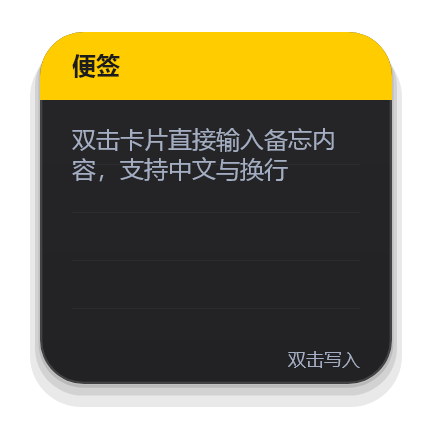 便签
双击卡片直接输入备忘内
容，支持中文与换行
双击写入